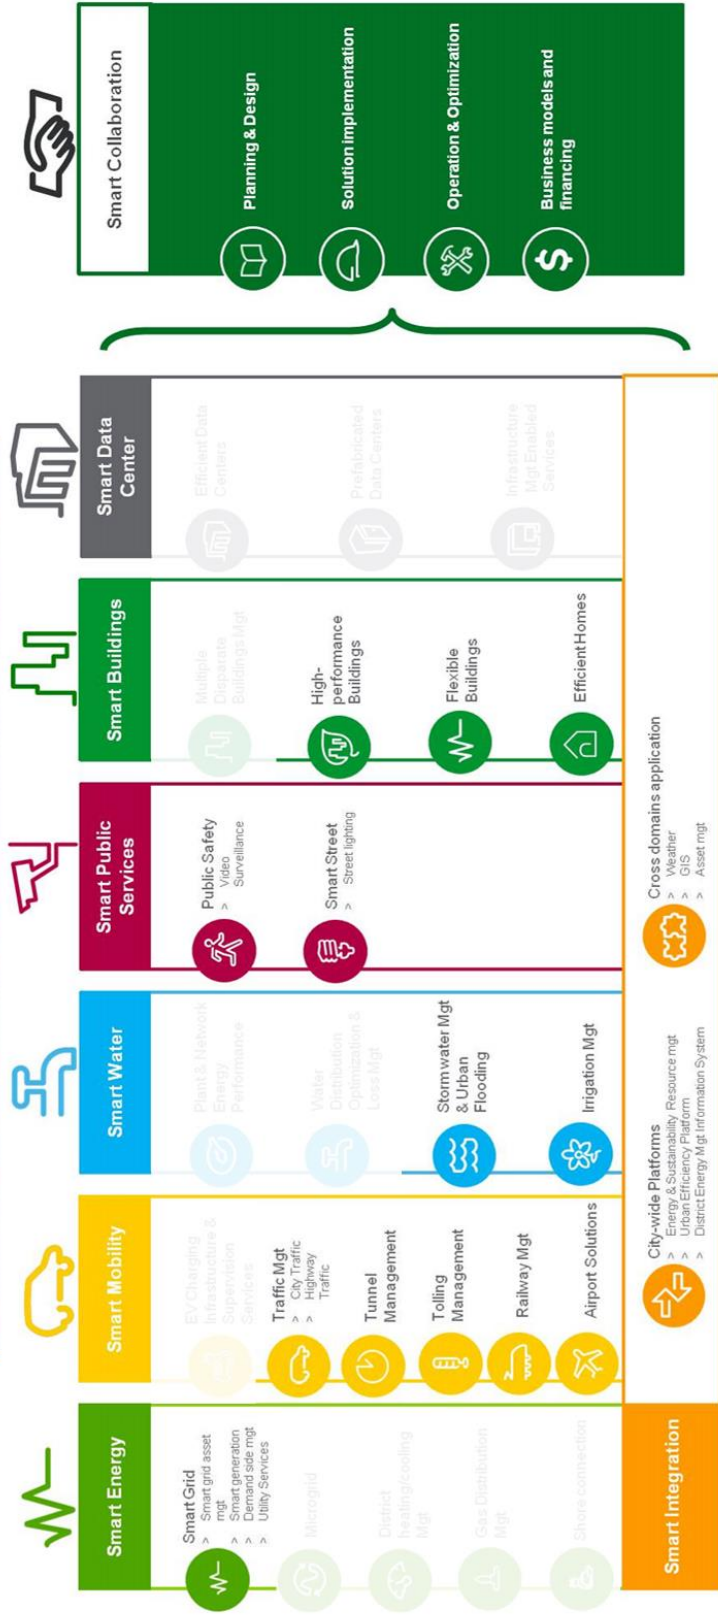 Smart Energy
Smart Grid
> Smart grid asset
mgt
> Smart generation
> Demand side mgt
> Utility Services
Microgrid
District
heating/cooling
Mgt
Gas Distribution
Mgt
Shore connection
Smart Mobility
EV Charging
Infrastructure &
Supervision
Services
Traffic Mgt
> City Traffic
> Highway
Traffic
Tunnel
Management
Tolling
Management
Railway Mgt
Airport Solutions
Smart Water
Plant & Network
Energy
Performance
Water
Distribution
Optimization &
Loss Mgt
Stormwater Mgt
& Urban
Flooding
Irrigation Mgt
Smart Public
Services
Public Safety
> Video
Surveillance
Smart Street
> Street lighting
Smart Buildings
Multiple
Disparate
Buildings Mgt
High-
performance
Buildings
Flexible
Buildings
Efficient Homes
Smart Data
Center
Efficient Data
Centers
Prefabricated
Data Centers
Infrastructure
Mgt Enabled
Services
Smart Integration
City-wide Platforms
> Energy & Sustainability Resource mgt
> Urban Efficiency Platform
> District Energy Mgt Information System
Cross domains application
> Weather
> GIS
> Asset mgt
Smart Collaboration
Planning & Design
Solution implementation
Operation & Optimization
$
Business models and
financing